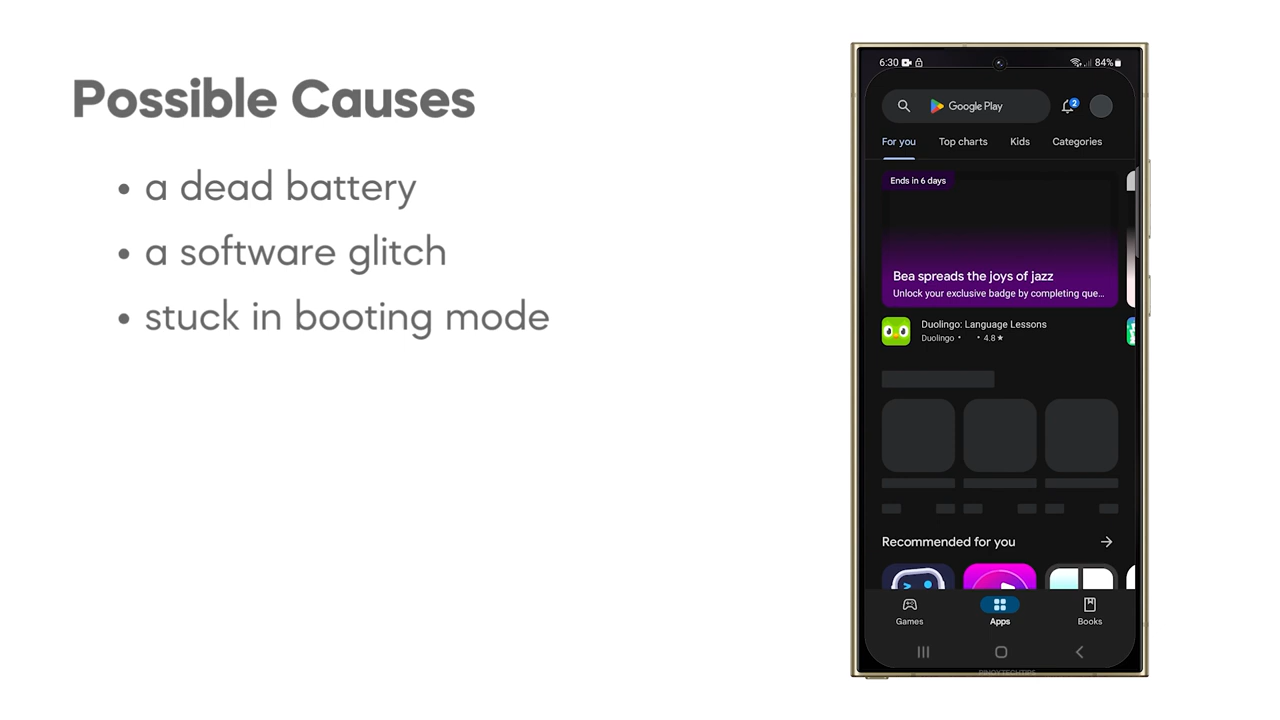 Possible Causes
• a dead battery
• a software glitch
• stuck in booting mode
6:30
84%
Google Play
2
For you
Top charts
Kids
Categories
Ends in 6 days
Bea spreads the joys of jazz
Unlock your exclusive badge by completing que...
Duolingo: Language Lessons
Duolingo • • 4.8 ★
Recommended for you
Games
Apps
Books
PINOYTECHTIPS